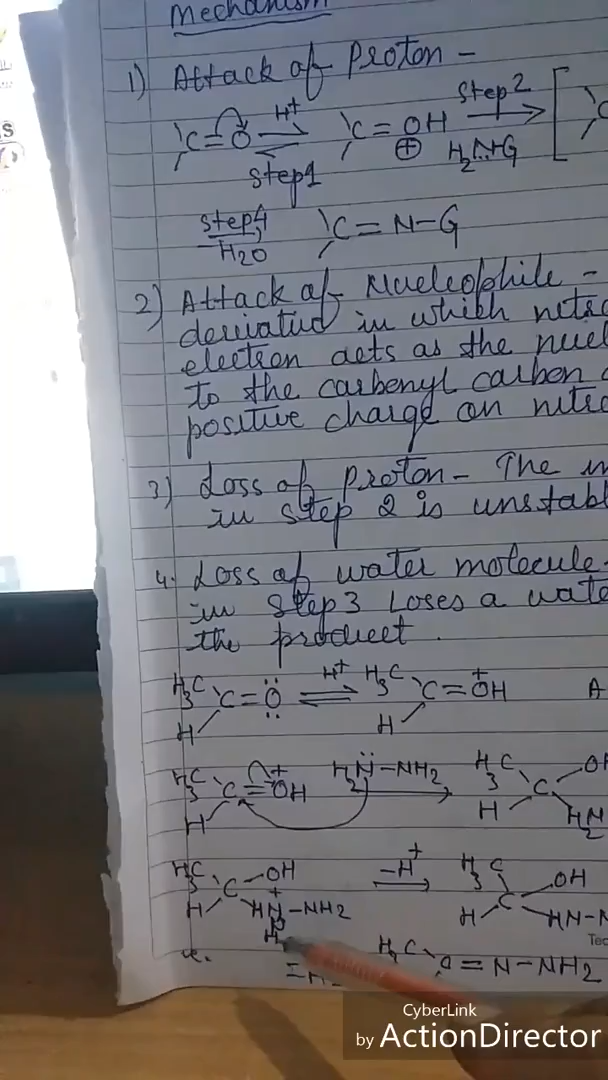 Mechanism
1) Attack of Proton -
C=O H+ C=OH Step 2 [ C
step1 ⊕ H2N̈G
step4 C=N-G
-H2O
2) Attack of Nucleophile -
derivated in which nitro
electron acts as the nucl
to the carbonyl carbon
positive charge on nitro
3) Loss of Proton - The in
in step 2 is unstabl
4. Loss of water molecule -
in step 3 Loses a wate
the product.
H3C C=O H+ H3C C=OH A
H H
H3C C=OH H2N-NH2 H3C C OH
H H H2N
H3C C OH -H+ H3C C OH
H HN-NH2 H HN-N
H
4. H3C C=N-NH2
Tec
CyberLink
by ActionDirector